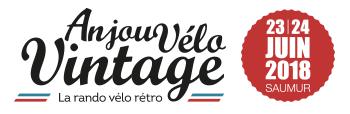 Anjou Vélo
Vintage
La rando vélo rétro
23|24
JUIN
2018
SAUMUR